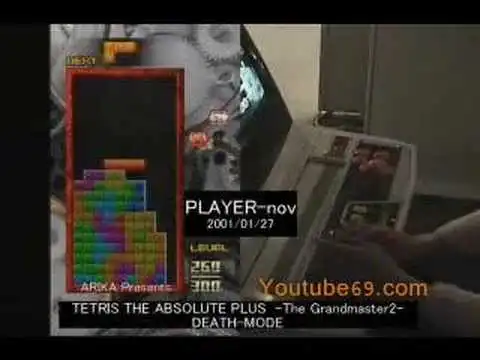 NEXT
PLAYER-nov
2001/01/27
LEVEL
260
300
ARIKA Presents
Youtube69.com
TETRIS THE ABSOLUTE PLUS -The Grandmaster2-
DEATH-MODE